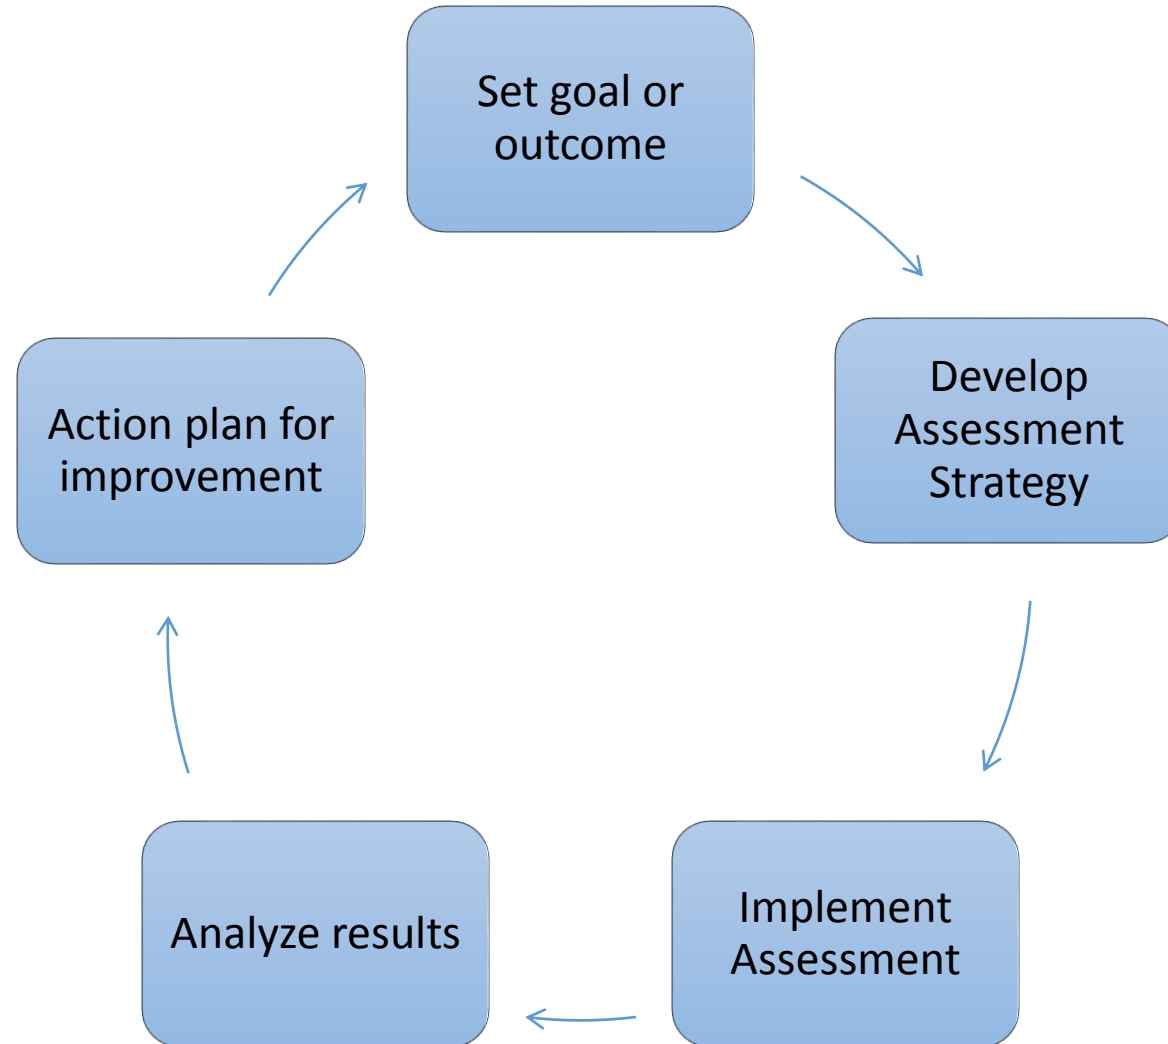 Set goal or
outcome
Develop
Assessment
Strategy
Implement
Assessment
Analyze results
Action plan for
improvement